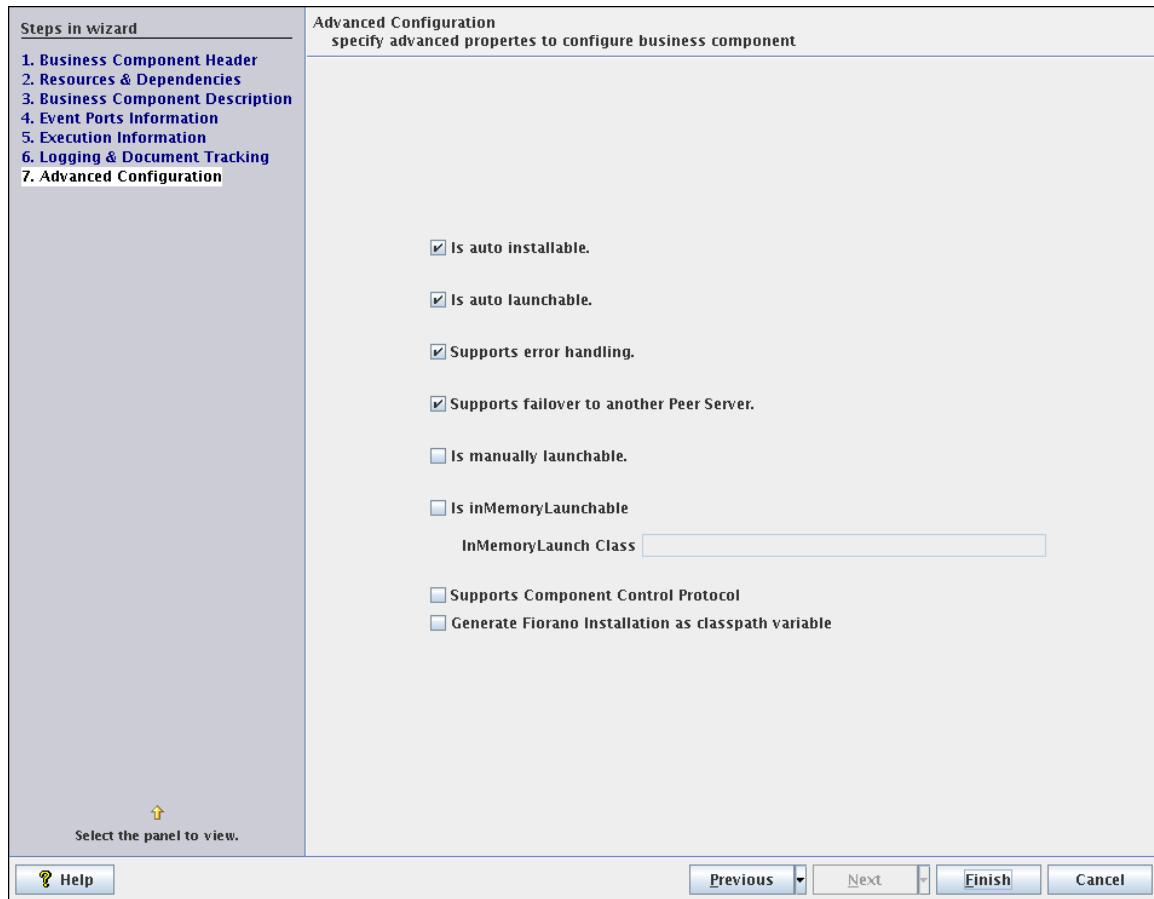 Steps in wizard
1. Business Component Header
2. Resources & Dependencies
3. Business Component Description
4. Event Ports Information
5. Execution Information
6. Logging & Document Tracking
7. Advanced Configuration
Select the panel to view.
Advanced Configuration
specify advanced propertes to configure business component
Is auto installable.
Is auto launchable.
Supports error handling.
Supports failover to another Peer Server.
Is manually launchable.
Is inMemoryLaunchable
InMemoryLaunch Class
Supports Component Control Protocol
Generate Fiorano Installation as classpath variable
? Help
Previous
Next
Finish
Cancel